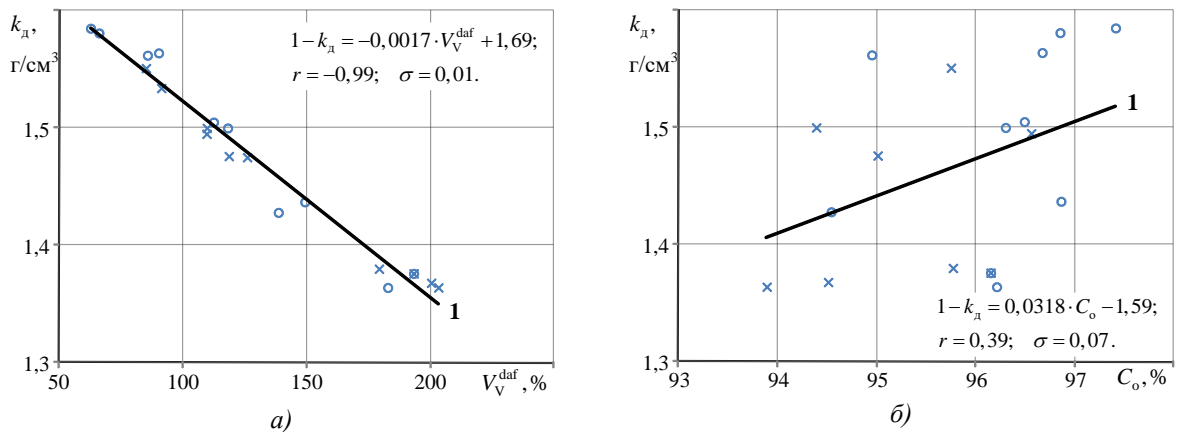 k_д,
г/см³
1,5
1,4
1,3
50
100
150
200
V_V^daf, %
1–k_д = –0,0017·V_V^daf +1,69;
r = –0,99; σ = 0,01.
1
а)
k_д,
г/см³
1,5
1,4
1,3
93
94
95
96
97
C_о, %
1
1–k_д = 0,0318·C_о –1,59;
r = 0,39; σ = 0,07.
б)